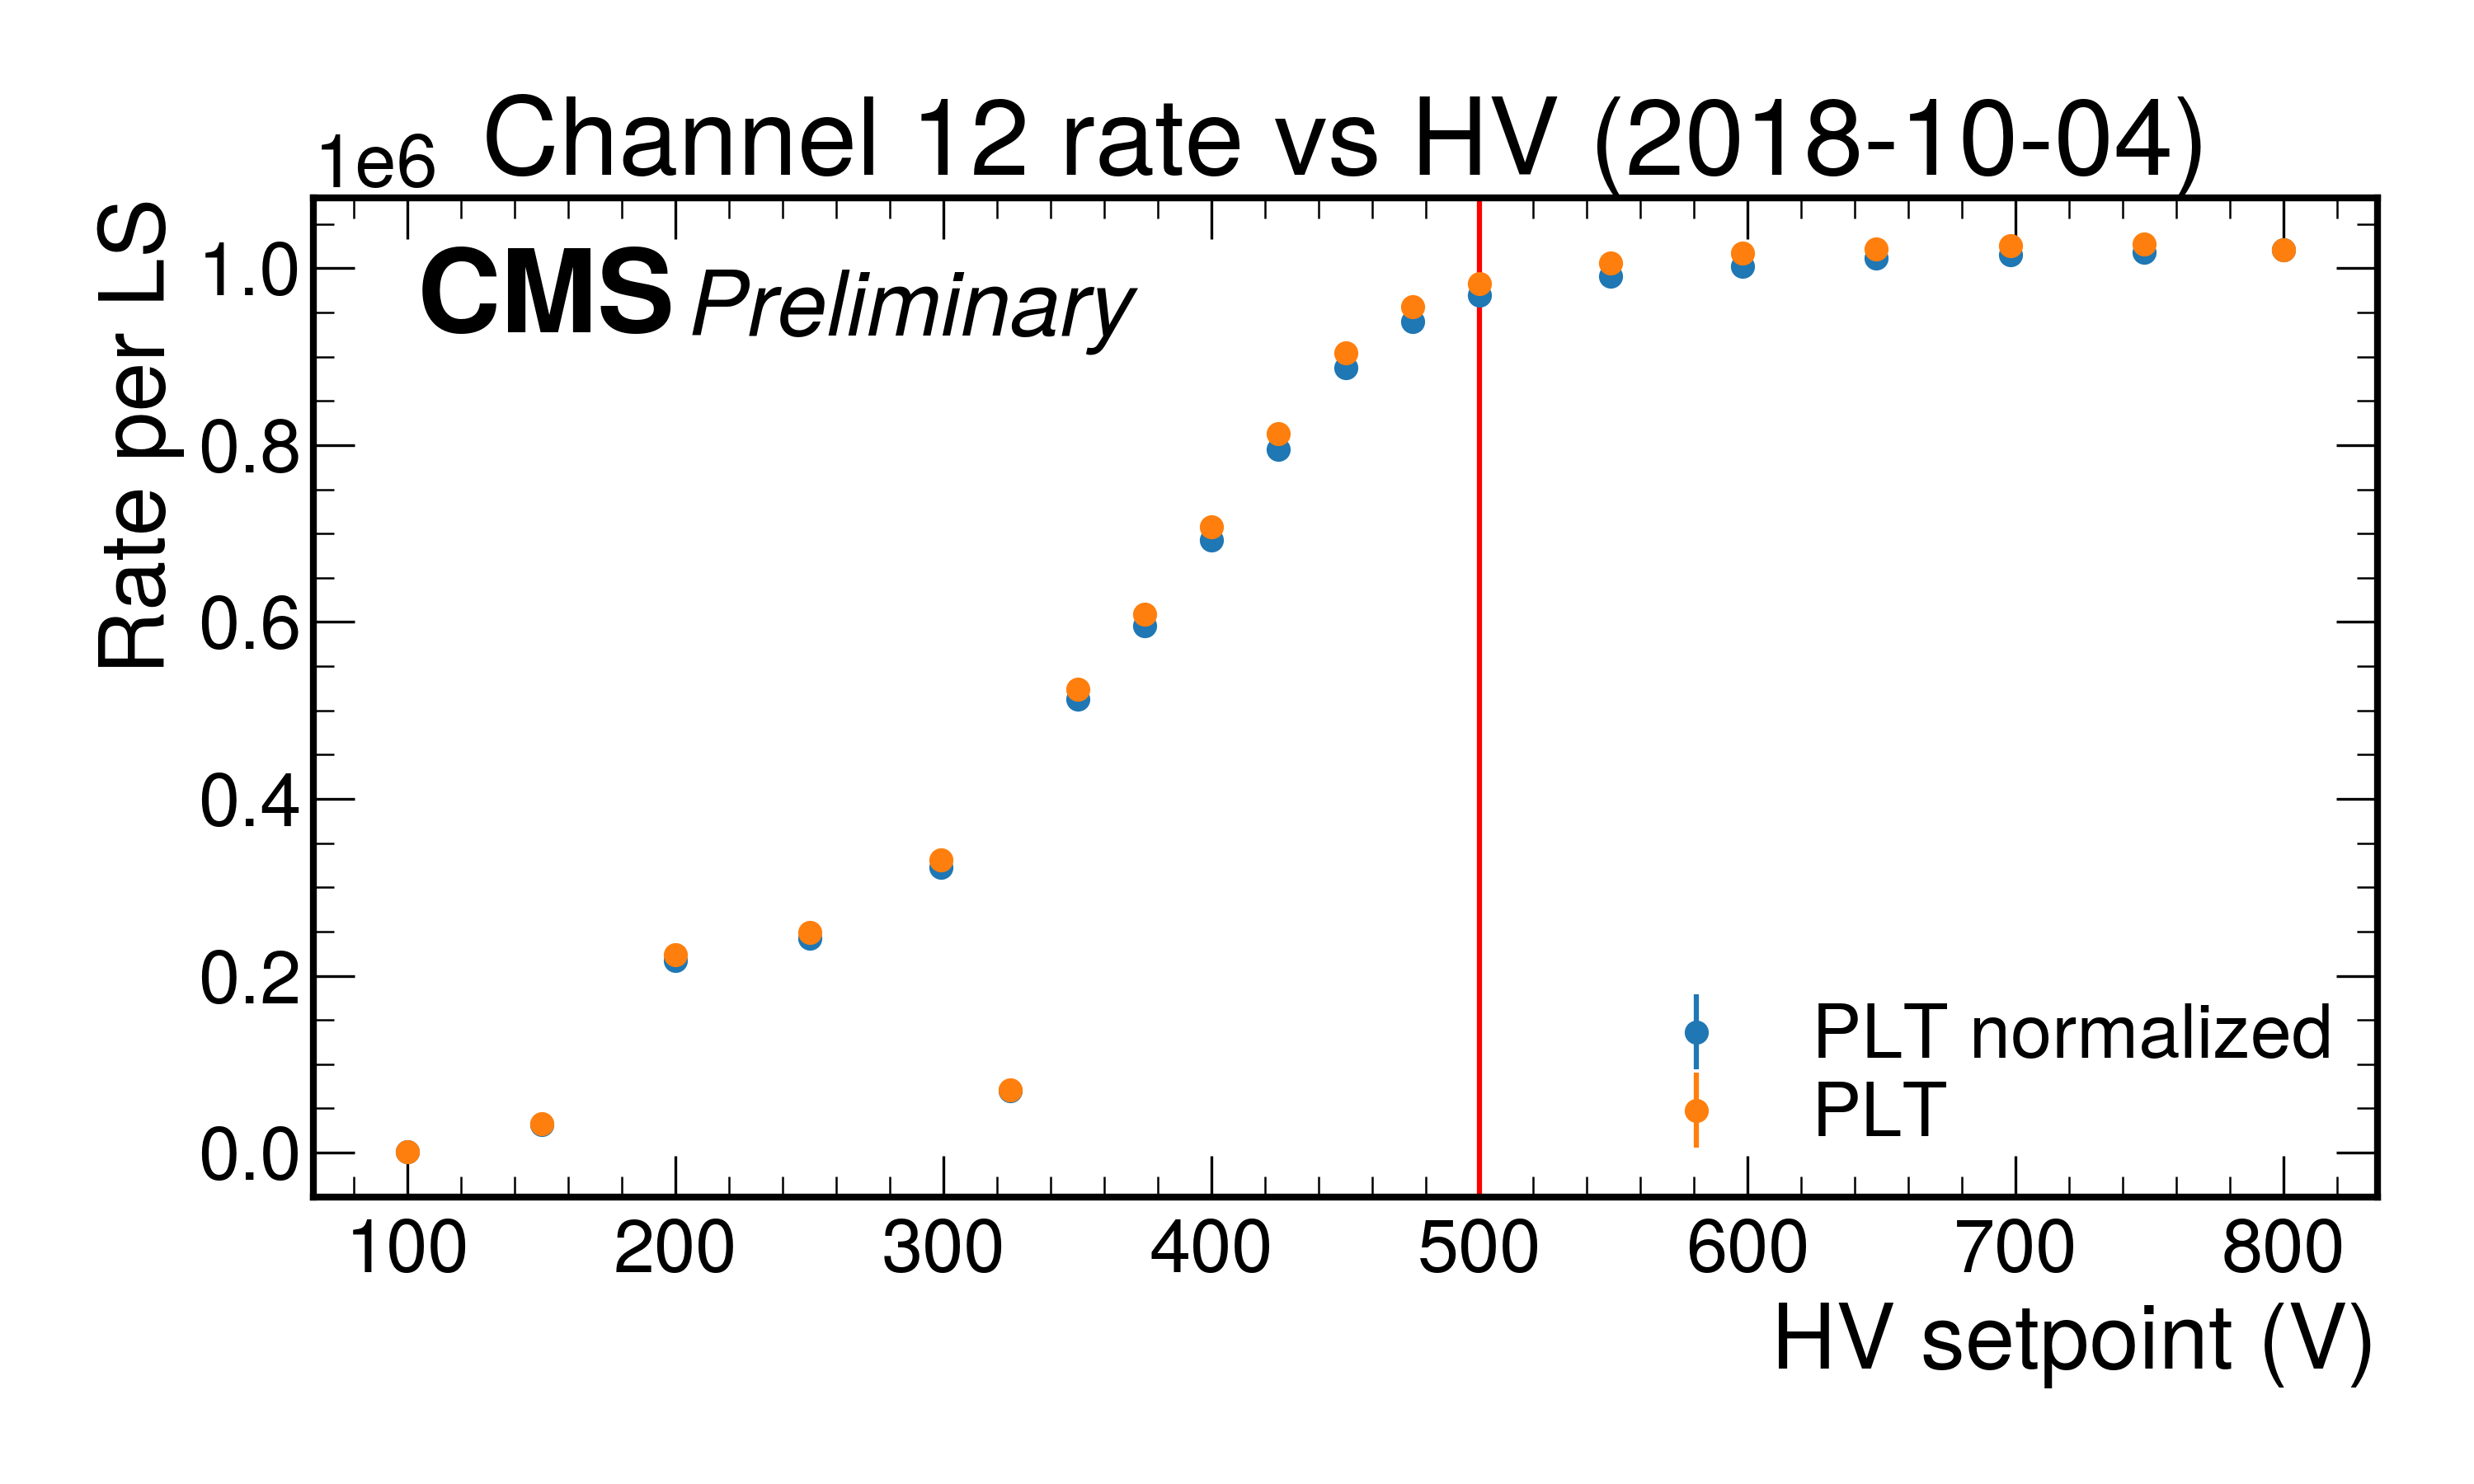 Channel 12 rate vs HV (2018-10-04)
1e6
CMS Preliminary
Rate per LS
1.0
0.8
0.6
0.4
0.2
0.0
PLT normalized
PLT
100 200 300 400 500 600 700 800
HV setpoint (V)